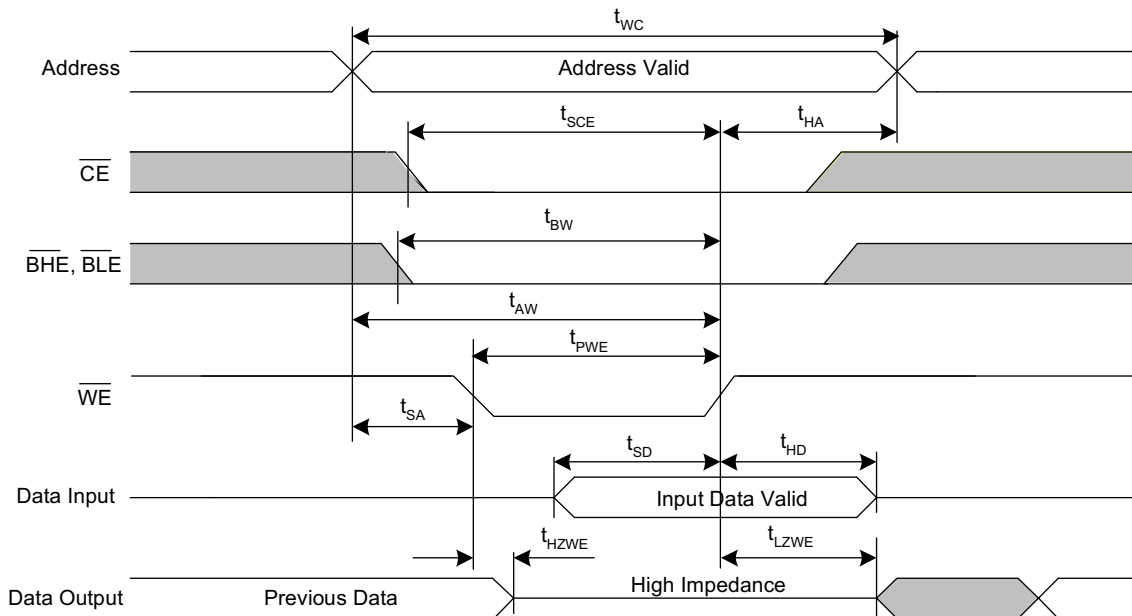 tWC
Address
Address Valid
tSCE
tHA
CE
tBW
BHE, BLE
tAW
tPWE
WE
tSA
tSD
tHD
Data Input
Input Data Valid
tHZWE
tLZWE
Data Output
Previous Data
High Impedance